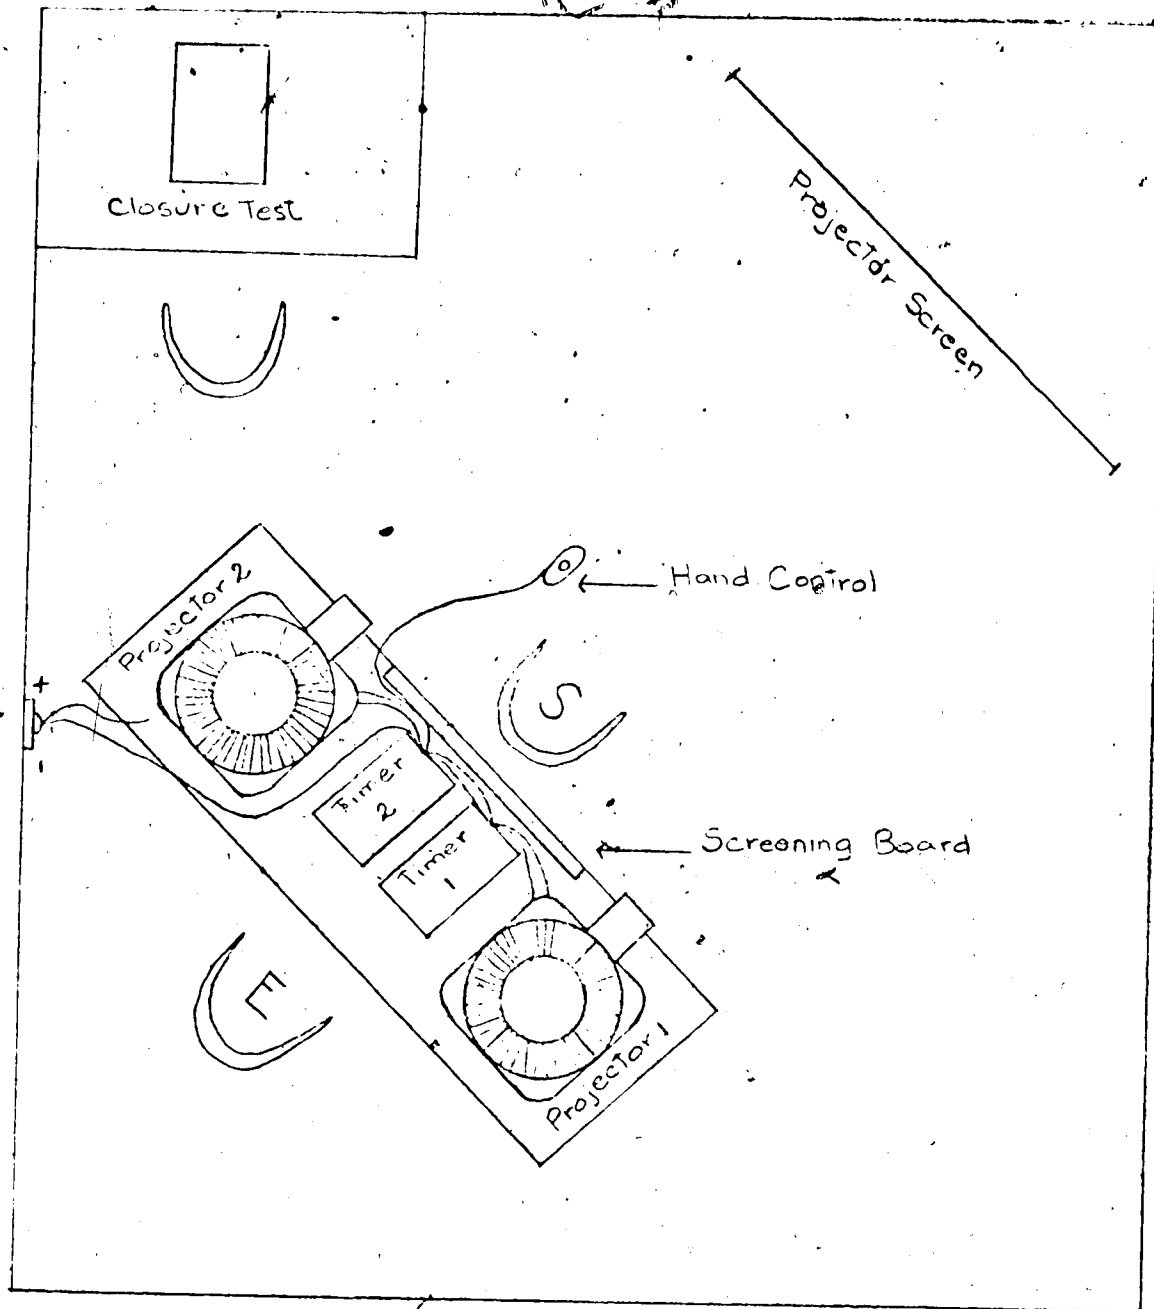 Closure Test
Projector Screen
Projector 2
Hand Control
+
-
S
Timer
2
Timer
1
Screening Board
E
Projector 1